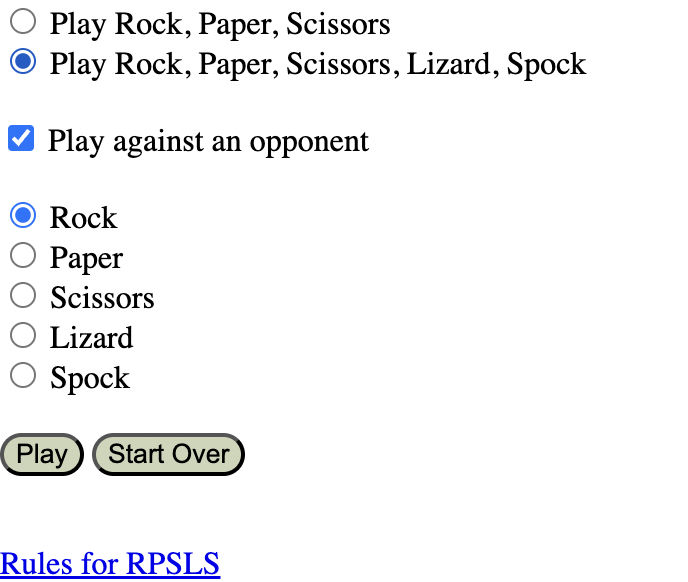 Play Rock, Paper, Scissors
Play Rock, Paper, Scissors, Lizard, Spock
Play against an opponent
Rock
Paper
Scissors
Lizard
Spock
Play Start Over
Rules for RPSLS